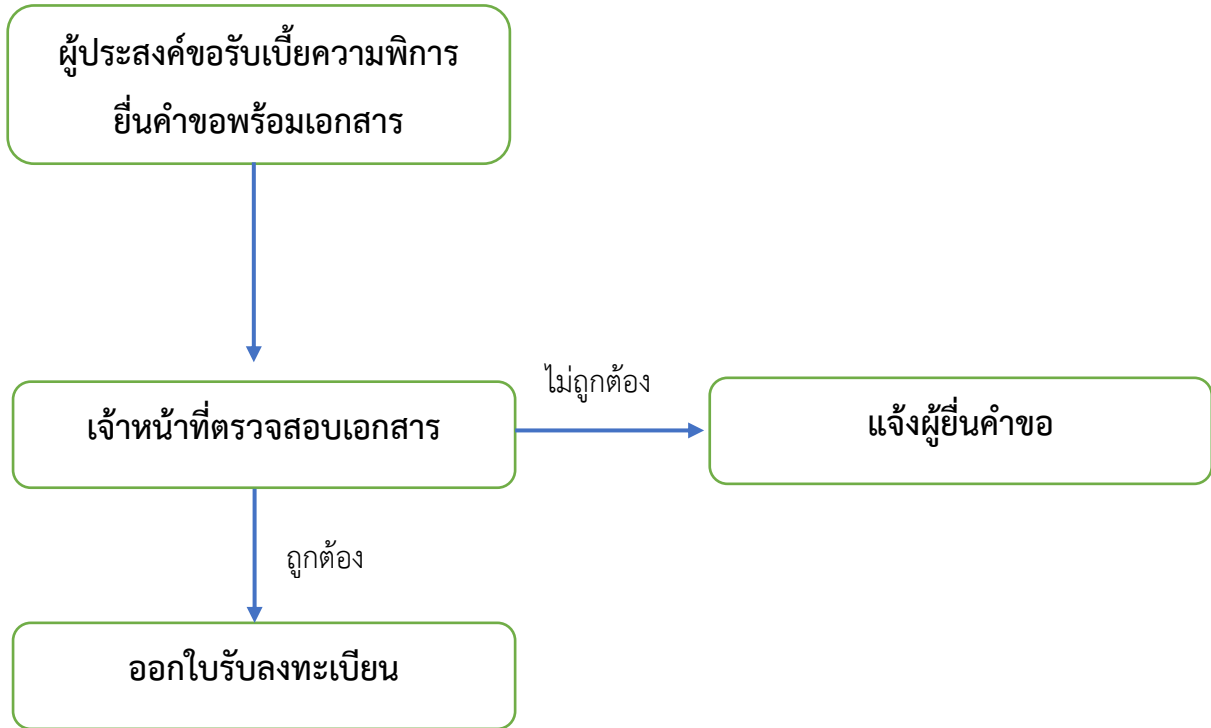 ผู้ประสงค์ขอรับเบี้ยความพิการ
ยื่นคำขอพร้อมเอกสาร
ไม่ถูกต้อง
เจ้าหน้าที่ตรวจสอบเอกสาร
แจ้งผู้ยื่นคำขอ
ถูกต้อง
ออกใบรับลงทะเบียน